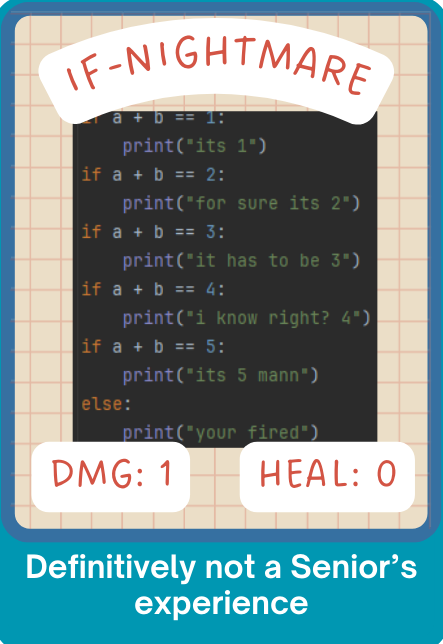 IF-NIGHTMARE
if a + b == 1:
print("its 1")
if a + b == 2:
print("for sure its 2")
if a + b == 3:
print("it has to be 3")
if a + b == 4:
print("i know right? 4")
if a + b == 5:
print("its 5 mann")
else:
print("your fired")
DMG: 1
HEAL: 0
Definitively not a Senior's
experience